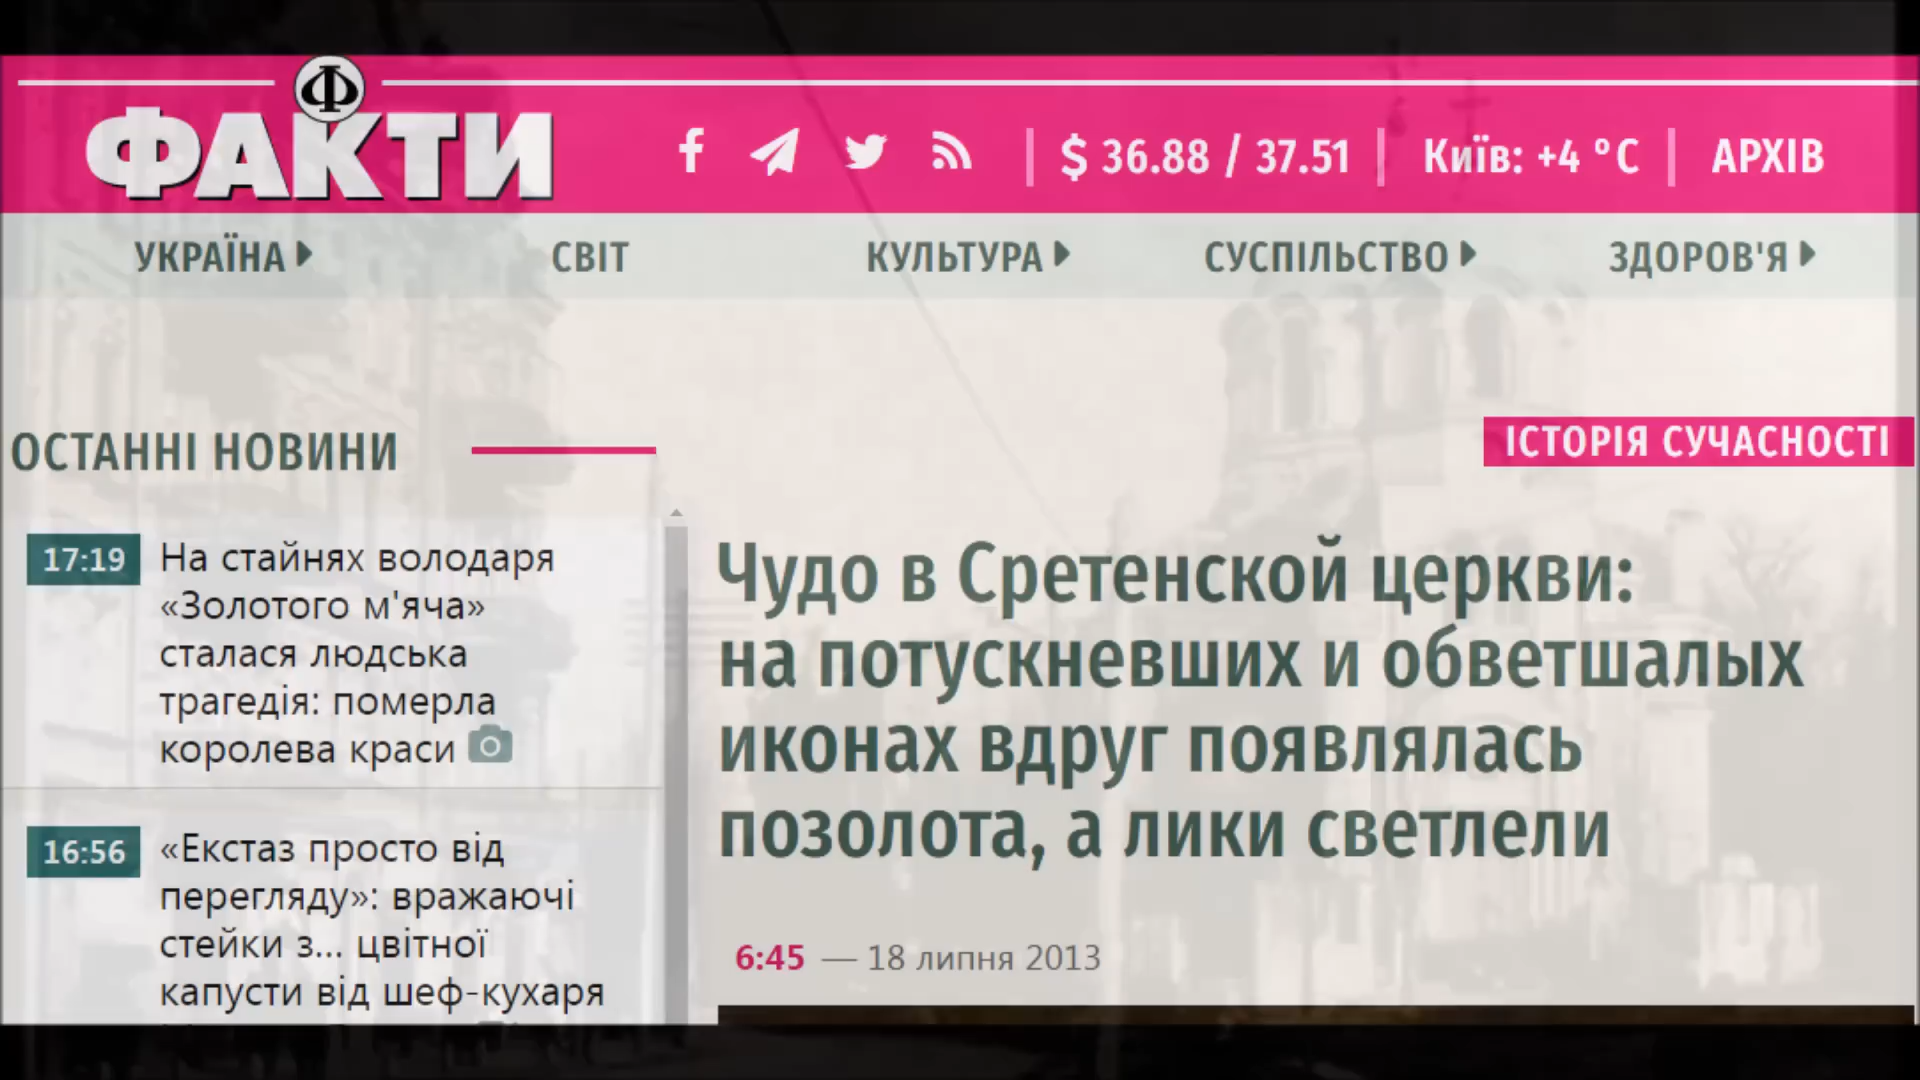 Ф
ФАКТИ
$ 36.88 / 37.51
Київ: +4 °C
АРХІВ
УКРАЇНА
СВІТ
КУЛЬТУРА
СУСПІЛЬСТВО
ЗДОРОВ'Я
ОСТАННІ НОВИНИ
17:19
На стайнях володаря
«Золотого м'яча»
сталася людська
трагедія: померла
королева краси
16:56
«Екстаз просто від
перегляду»: вражаючі
стейки з... цвітної
капусти від шеф-кухаря
ІСТОРІЯ СУЧАСНОСТІ
Чудо в Сретенской церкви:
на потускневших и обветшалых
иконах вдруг появлялась
позолота, а лики светлели
6:45 — 18 липня 2013